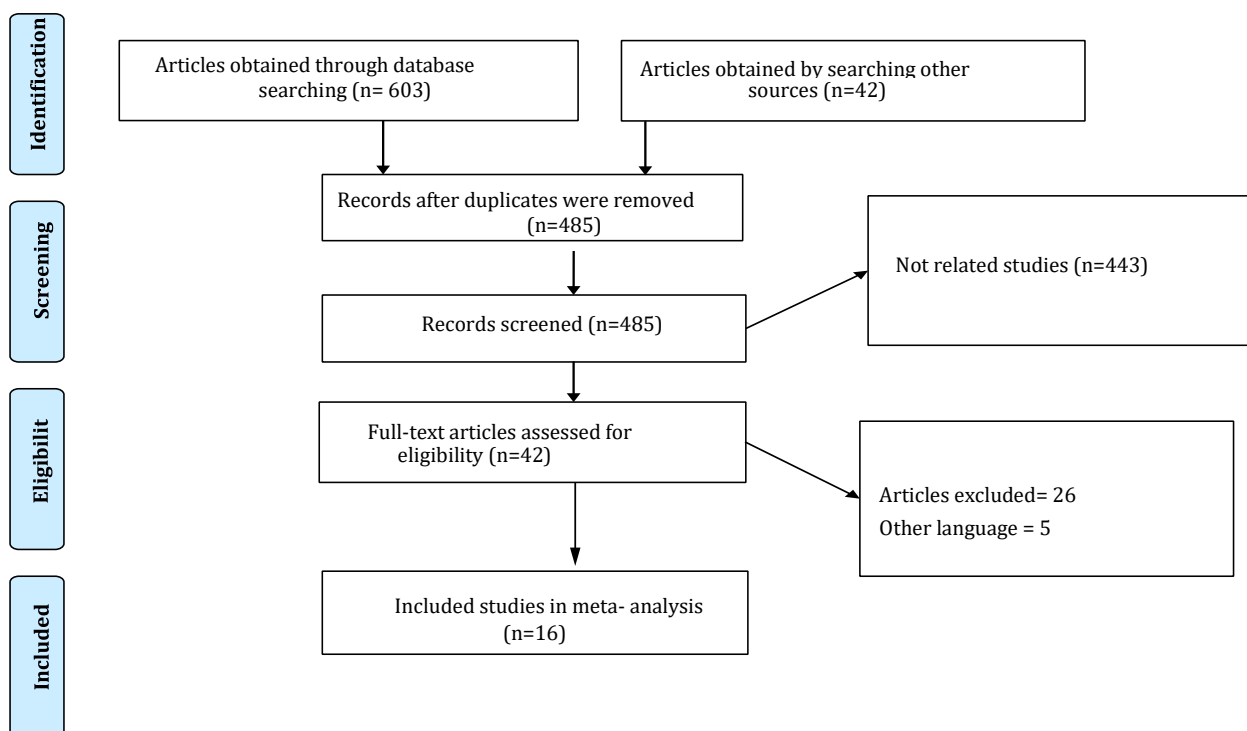 Identification
Articles obtained through database
searching (n= 603)
Articles obtained by searching other
sources (n=42)
Records after duplicates were removed
(n=485)
Screening
Not related studies (n=443)
Records screened (n=485)
Eligibilit
Full-text articles assessed for
eligibility (n=42)
Articles excluded= 26
Other language = 5
Included
Included studies in meta- analysis
(n=16)